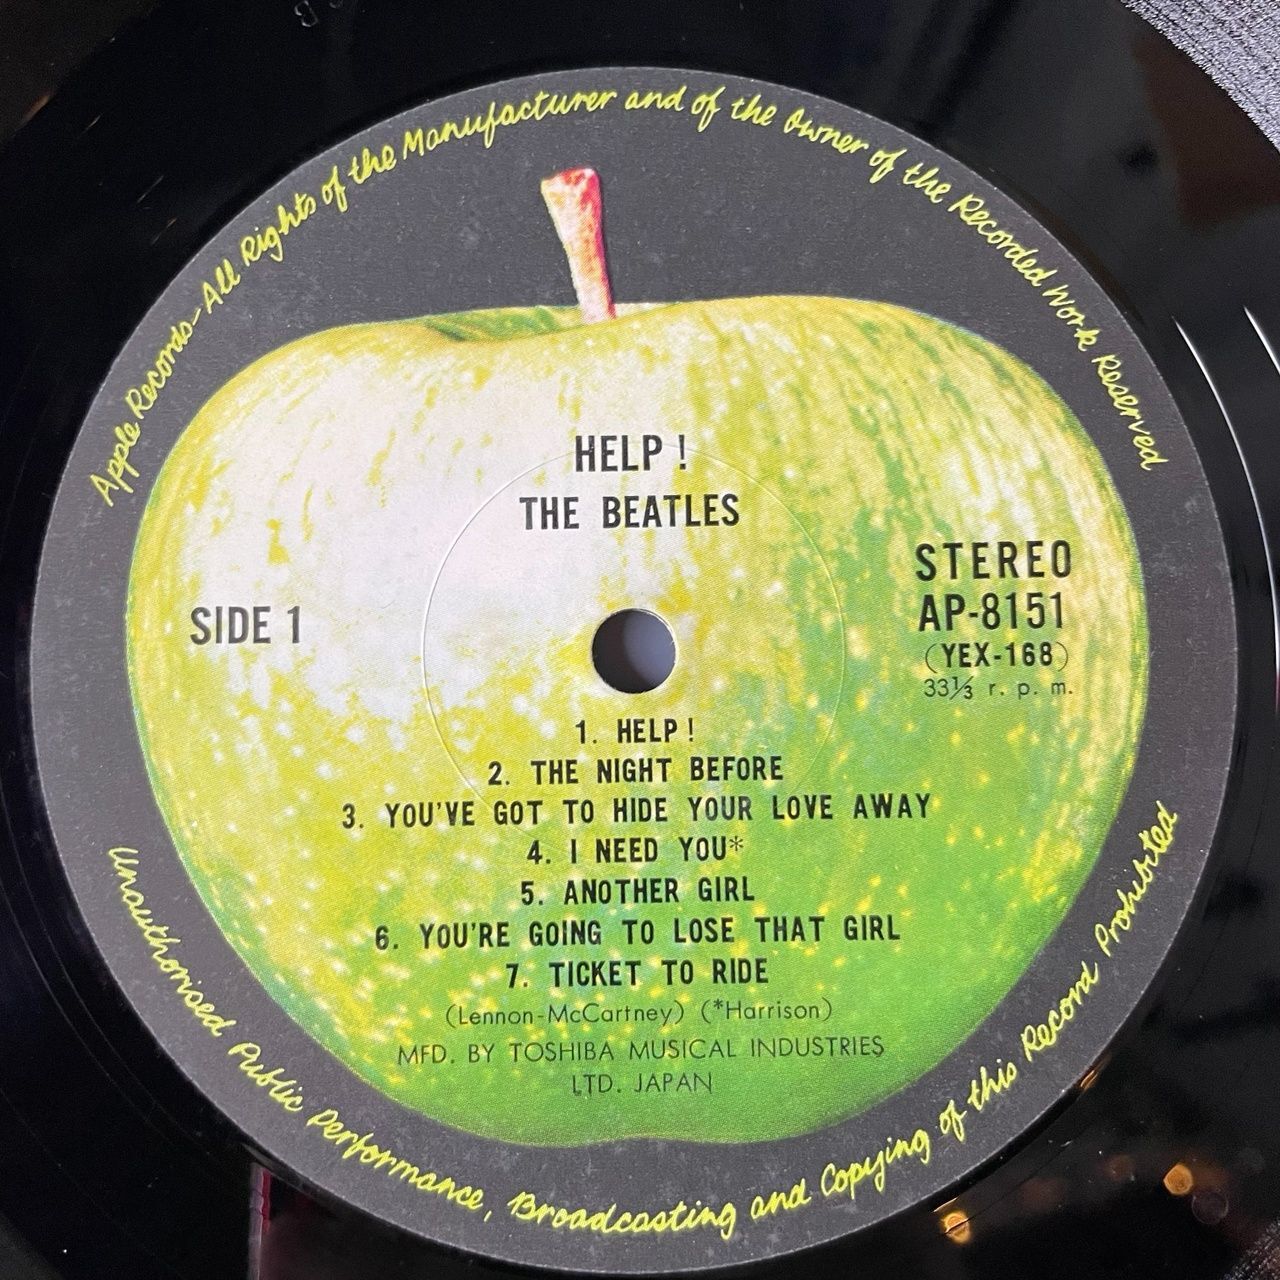 Apple Records-All Rights of the Manufacturer and of the Owner of the Recorded Work Reserved
HELP !
THE BEATLES
SIDE 1
STEREO
AP-8151
(YEX-168)
33⅓ r. p. m.
1. HELP !
2. THE NIGHT BEFORE
3. YOU'VE GOT TO HIDE YOUR LOVE AWAY
4. I NEED YOU*
5. ANOTHER GIRL
6. YOU'RE GOING TO LOSE THAT GIRL
7. TICKET TO RIDE
(Lennon-McCartney) (*Harrison)
MFD. BY TOSHIBA MUSICAL INDUSTRIES
LTD. JAPAN
Unauthorised Public Performance, Broadcasting and Copying of this Record Prohibited